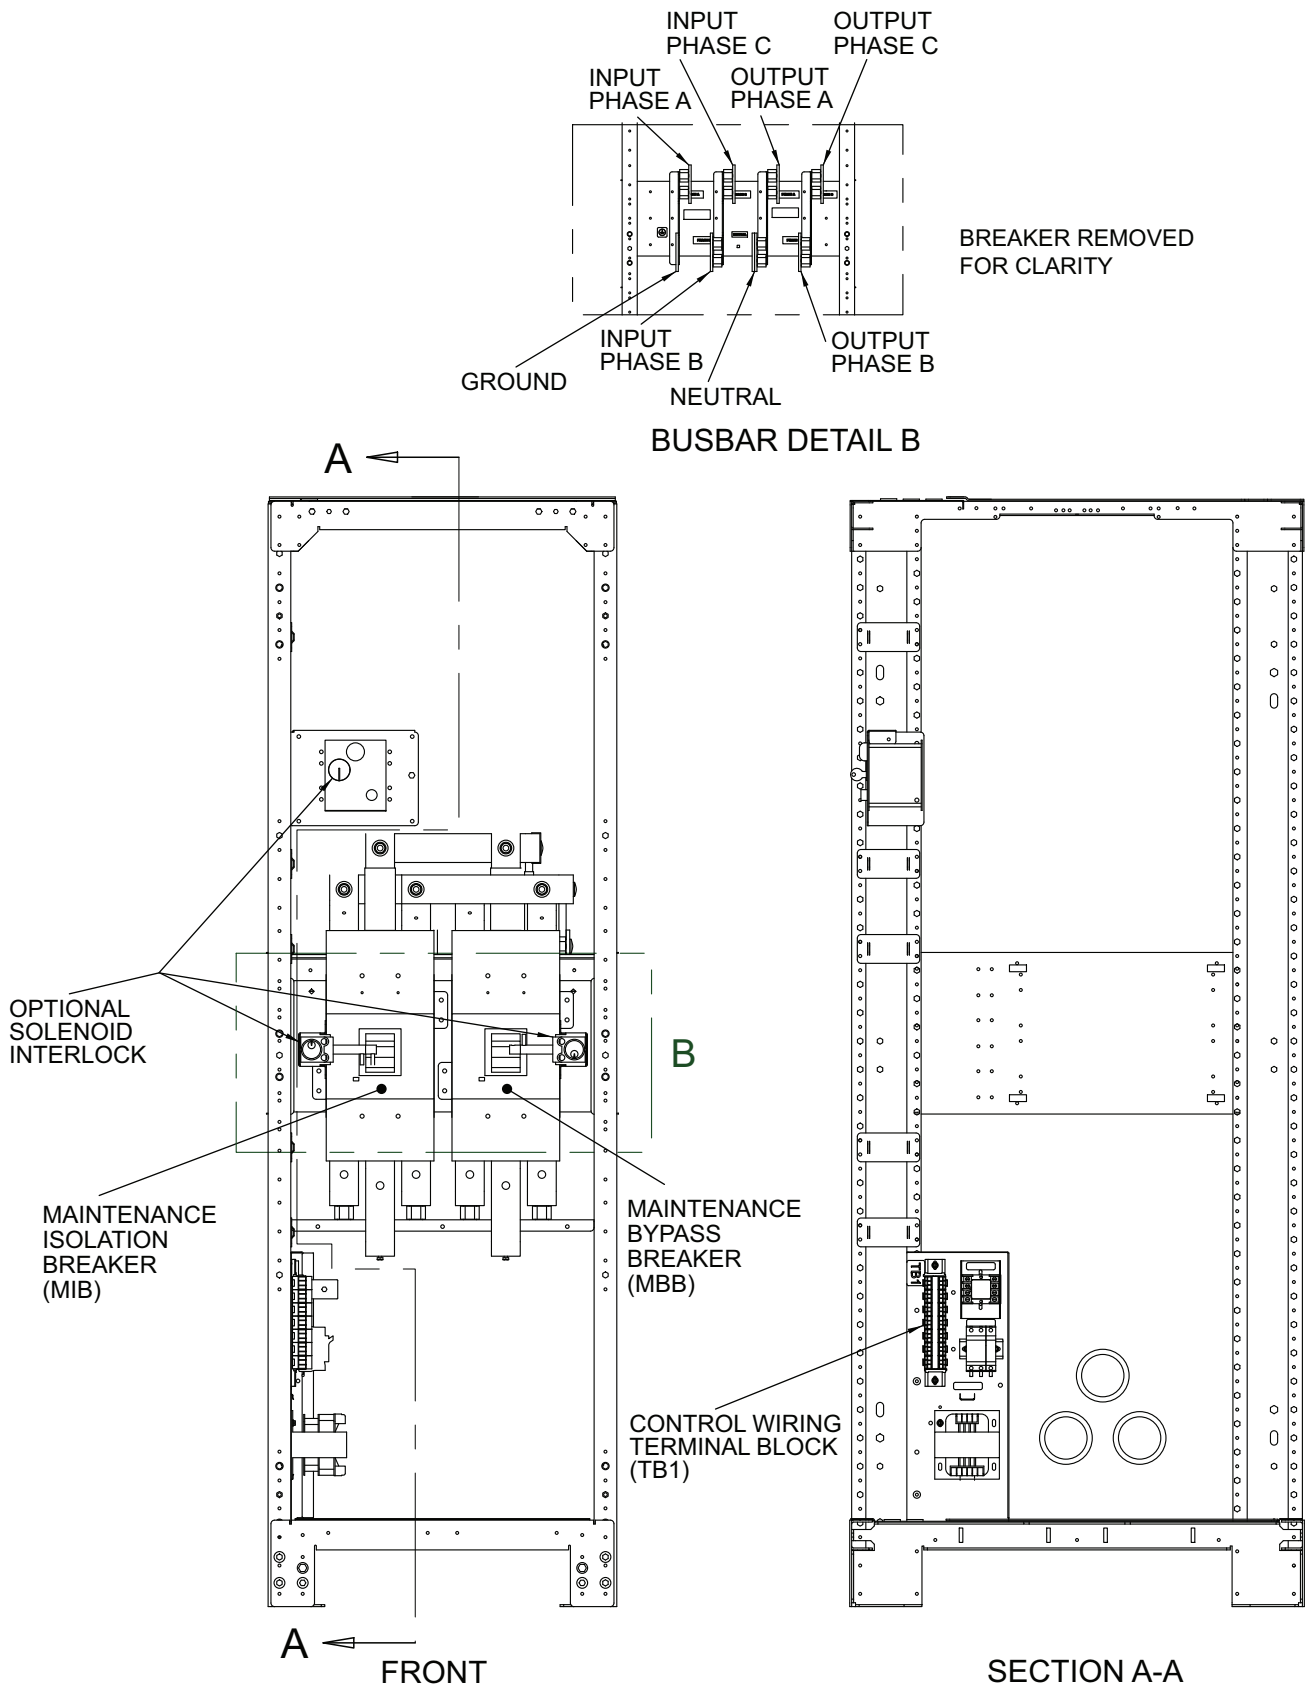 INPUT
PHASE C
OUTPUT
PHASE C
INPUT
PHASE A
OUTPUT
PHASE A
BREAKER REMOVED
FOR CLARITY
INPUT
PHASE B
OUTPUT
PHASE B
GROUND
NEUTRAL
BUSBAR DETAIL B
A
OPTIONAL
SOLENOID
INTERLOCK
B
MAINTENANCE
ISOLATION
BREAKER
(MIB)
MAINTENANCE
BYPASS
BREAKER
(MBB)
TB1
CONTROL WIRING
TERMINAL BLOCK
(TB1)
A
FRONT
SECTION A-A